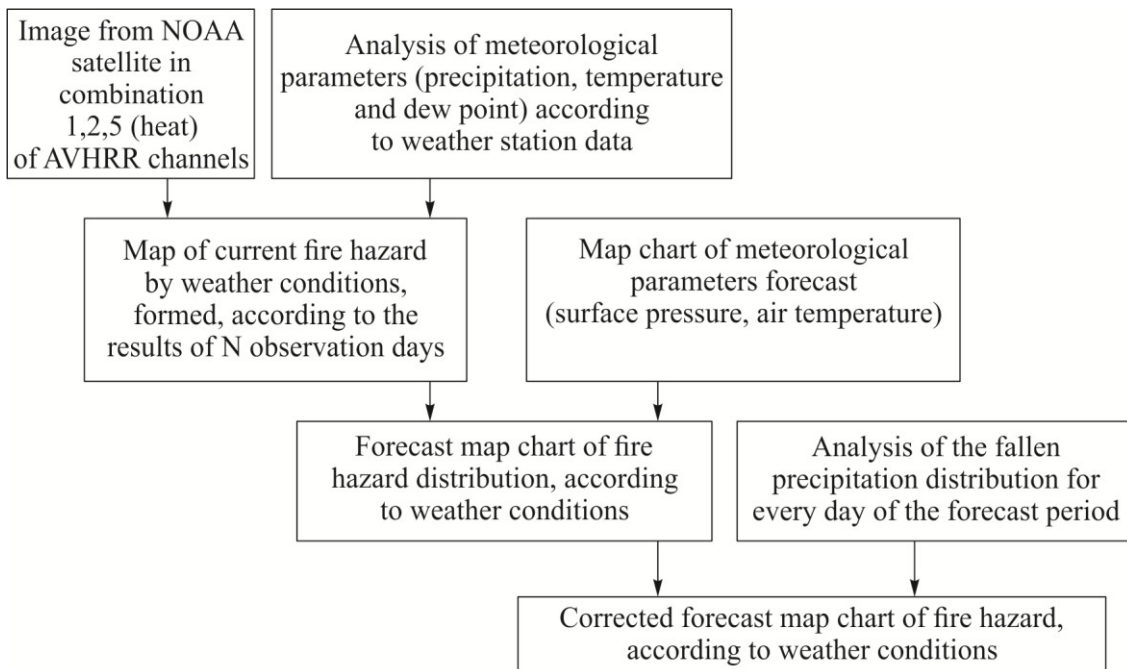 Image from NOAA
satellite in
combination
1,2,5 (heat)
of AVHRR channels
Analysis of meteorological
parameters (precipitation, temperature
and dew point) according
to weather station data
Map of current fire hazard
by weather conditions,
formed, according to the
results of N observation days
Map chart of meteorological
parameters forecast
(surface pressure, air temperature)
Forecast map chart of fire
hazard distribution, according
to weather conditions
Analysis of the fallen
precipitation distribution for
every day of the forecast period
Corrected forecast map chart of fire hazard,
according to weather conditions